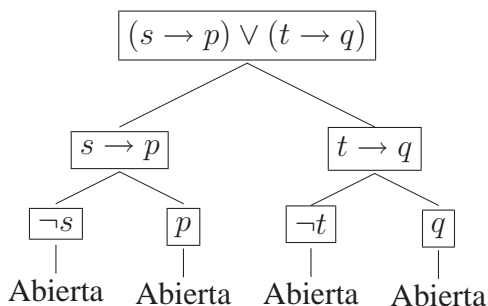 (s → p) ∨ (t → q)
s → p t → q
¬s p ¬t q
Abierta Abierta Abierta Abierta